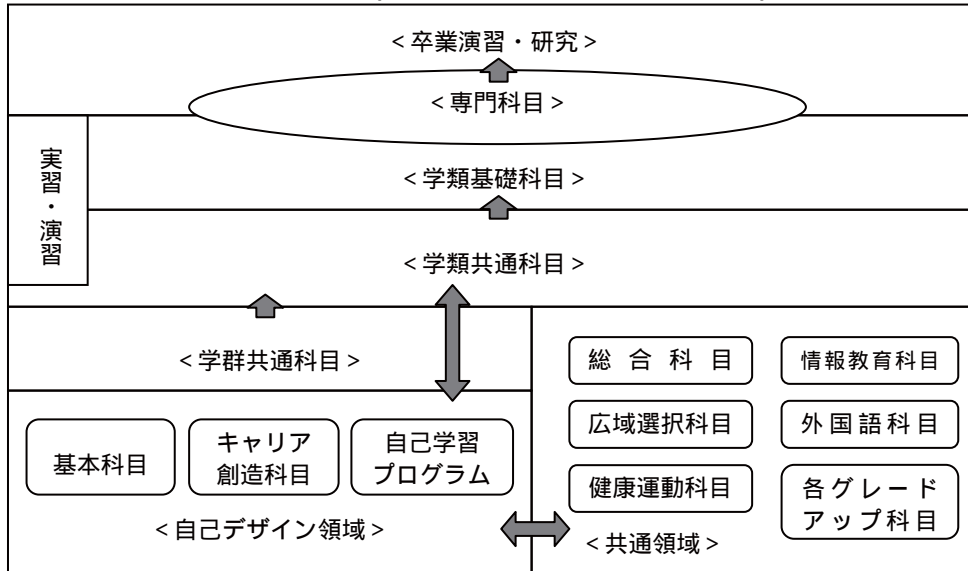 <卒業演習・研究>
<専門科目>
実習・演習
<学類基礎科目>
<学類共通科目>
<学群共通科目>
基本科目
キャリア
創造科目
自己学習
プログラム
<自己デザイン領域>
総合科目
情報教育科目
広域選択科目
外国語科目
健康運動科目
各グレード
アップ科目
<共通領域>